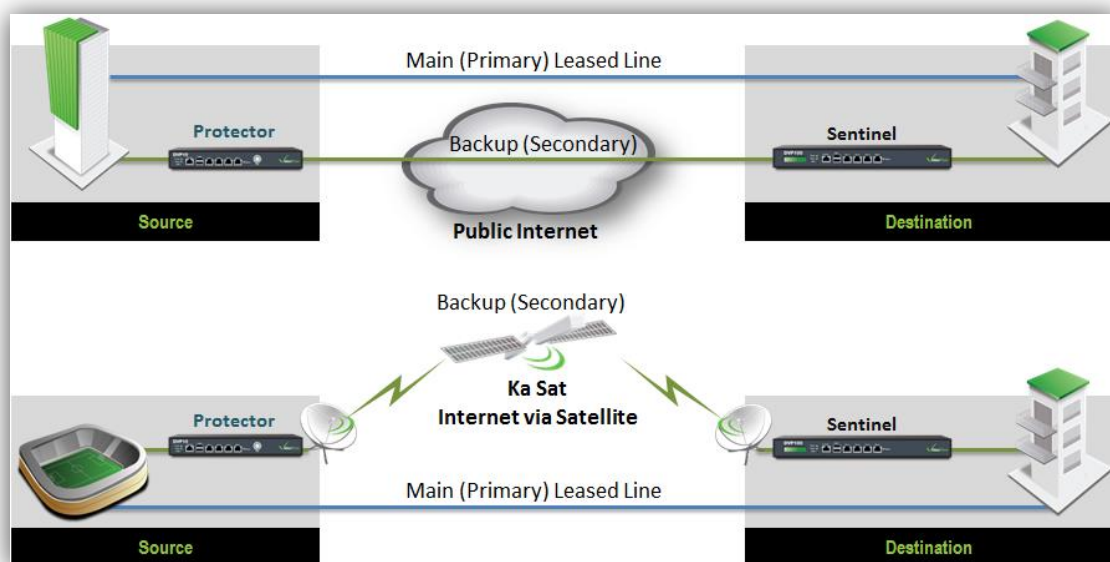 Main (Primary) Leased Line
Protector
Backup (Secondary)
Sentinel
Source
Public Internet
Destination
Backup (Secondary)
Ka Sat
Internet via Satellite
Protector
Sentinel
Main (Primary) Leased Line
Source
Destination